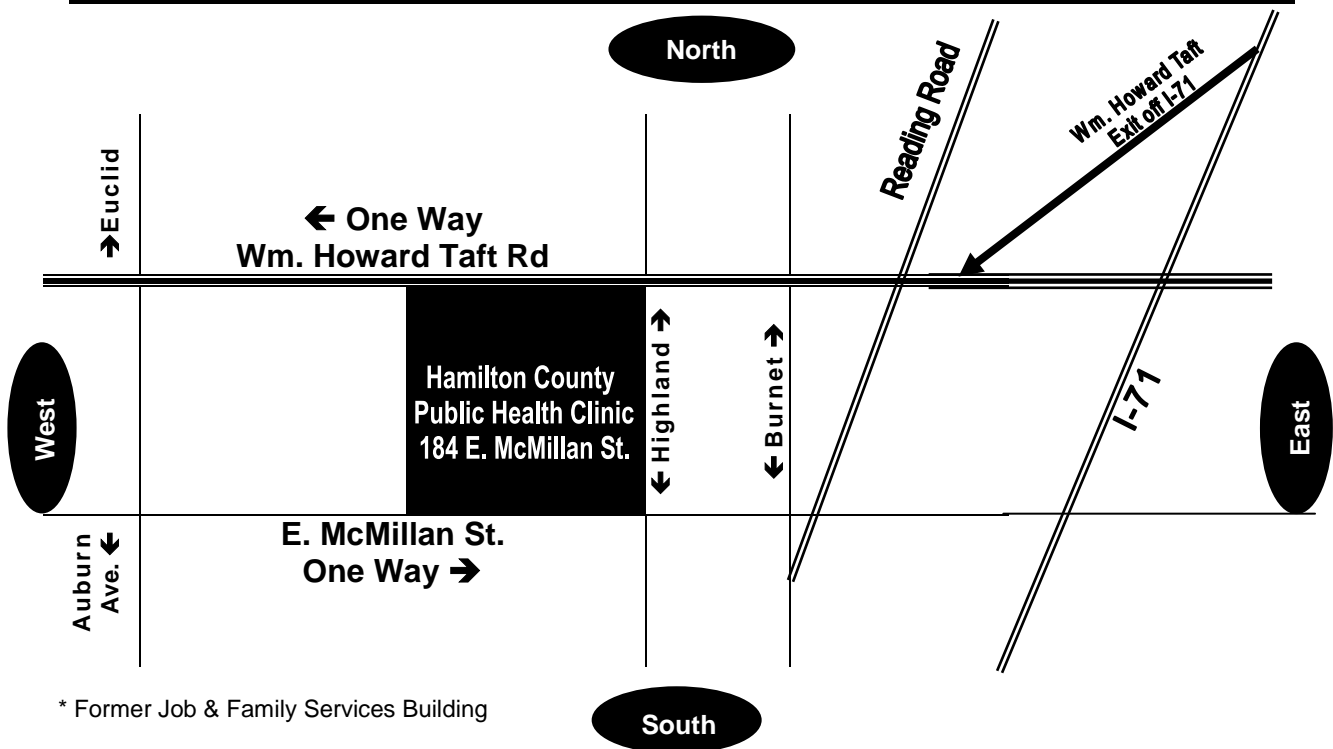 North
Reading Road
Wm. Howard Taft
Exit off I-71
→Euclid
← One Way
Wm. Howard Taft Rd
West
Hamilton County
Public Health Clinic
184 E. McMillan St.
← Highland →
← Burnet →
I-71
East
Auburn
Ave. ←
E. McMillan St.
One Way →
* Former Job & Family Services Building
South